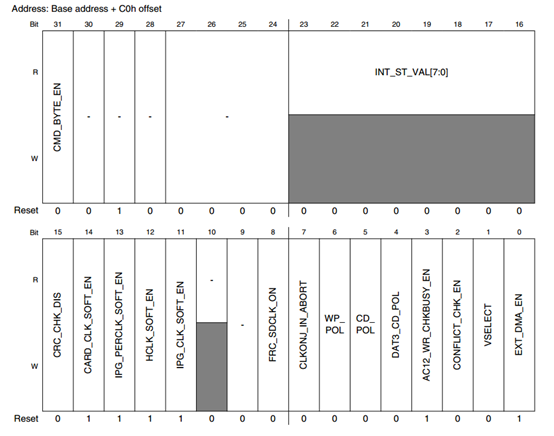 Address: Base address + C0h offset
Bit 31 30 29 28 27 26 25 24 23 22 21 20 19 18 17 16
R
CMD_BYTE_EN - - - - INT_ST_VAL[7:0]
W
Reset 0 0 1 0 0 0 0 0 0 0 0 0 0 0 0 0
Bit 15 14 13 12 11 10 9 8 7 6 5 4 3 2 1 0
R
CRC_CHK_DIS
CARD_CLK_SOFT_EN
IPG_PERCLK_SOFT_EN
HCLK_SOFT_EN
IPG_CLK_SOFT_EN
-
-
FRC_SDCLK_ON
CLKONJ_IN_ABORT
WP_
POL
CD_
POL
DAT3_CD_POL
AC12_WR_CHKBUSY_EN
CONFLICT_CHK_EN
VSELECT
EXT_DMA_EN
W
Reset 0 1 1 1 1 0 0 0 0 0 0 0 1 0 0 1